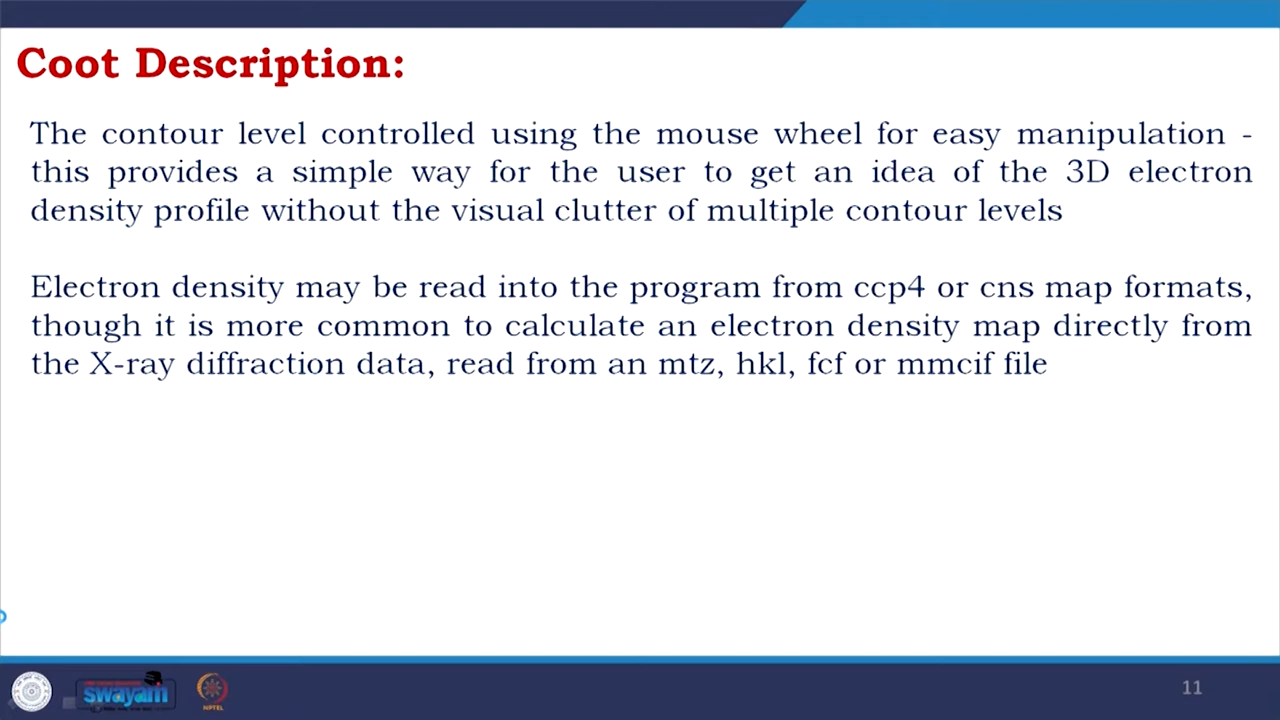 Coot Description:
The contour level controlled using the mouse wheel for easy manipulation -
this provides a simple way for the user to get an idea of the 3D electron
density profile without the visual clutter of multiple contour levels
Electron density may be read into the program from ccp4 or cns map formats,
though it is more common to calculate an electron density map directly from
the X-ray diffraction data, read from an mtz, hkl, fcf or mmcif file
swayam
NPTEL
11